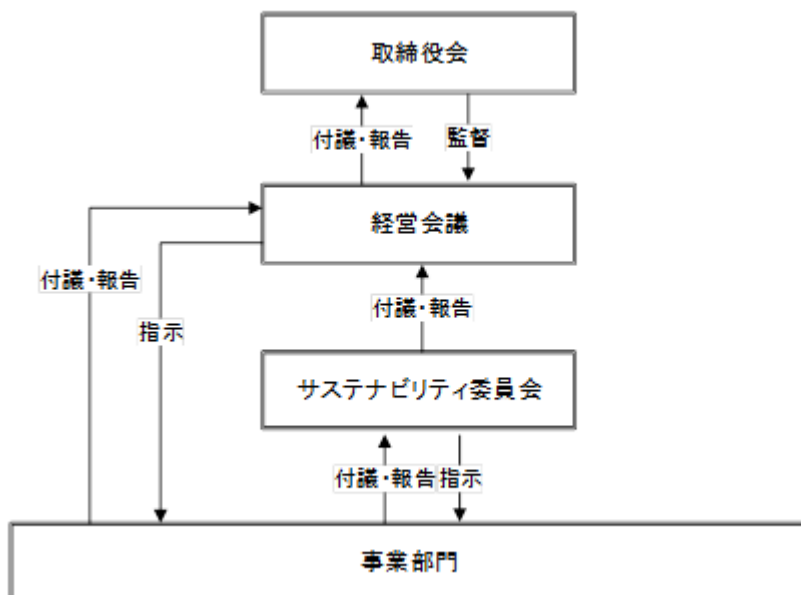 取締役会
付議・報告
監督
経営会議
付議・報告
指示
付議・報告
サステナビリティ委員会
付議・報告
指示
事業部門